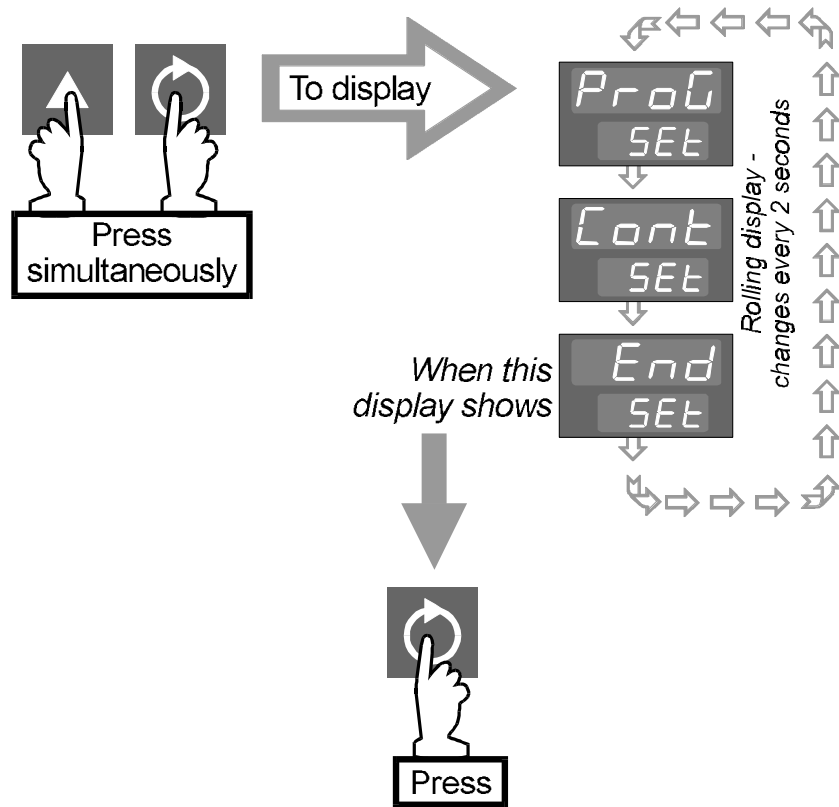 Press
simultaneously
To display
ProG
SEt
Cont
SEt
End
SEt
Rolling display -
changes every 2 seconds
When this
display shows
Press